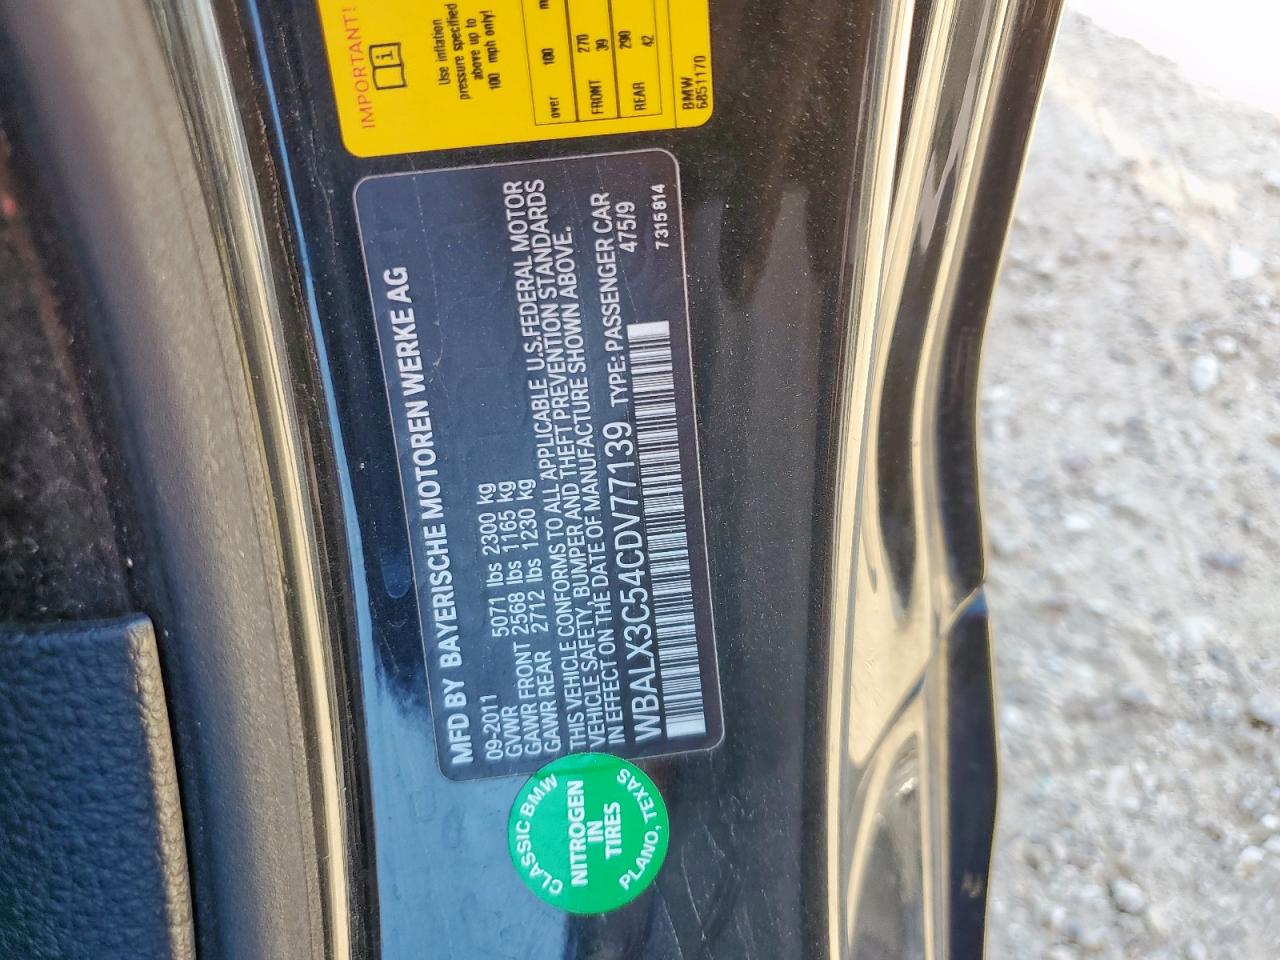 IMPORTANT!
Use inflation
pressure specified
above up to
100 mph only!
over 100
FRONT 270
39
REAR 290
42
BMW
6851170
MFD BY BAYERISCHE MOTOREN WERKE AG
09-2011
GVWR 5071 lbs 2300 kg
GAWR FRONT 2568 lbs 1165 kg
GAWR REAR 2712 lbs 1230 kg
THIS VEHICLE CONFORMS TO ALL APPLICABLE U.S.FEDERAL MOTOR
VEHICLE SAFETY, BUMPER AND THEFT PREVENTION STANDARDS
IN EFFECT ON THE DATE OF MANUFACTURE SHOWN ABOVE.
WBALX3C54CDV77139 TYPE: PASSENGER CAR
475/9
7315814
CLASSIC BMW
NITROGEN
IN
TIRES
PLANO, TEXAS